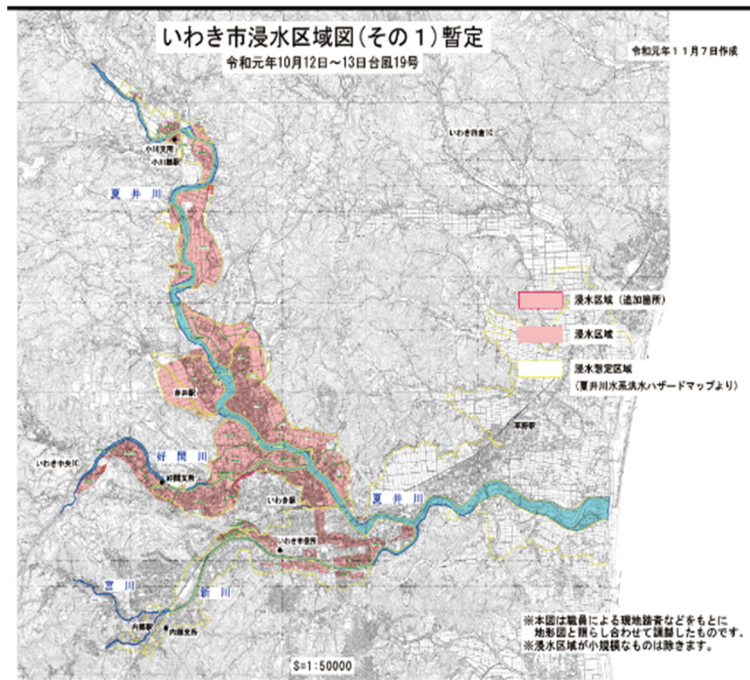 いわき市浸水区域図(その1)暫定
令和元年10月12日～13日台風19号
令和元年11月7日作成
いわき四倉IC
小川支所
小川郷駅
夏井川
浸水区域(追加箇所)
浸水区域
浸水想定区域
(夏井川水系洪水ハザードマップより)
赤井駅
草野駅
好間川
いわき中央IC
好間支所
いわき駅
夏井川
いわき市役所
宮川
新川
内郷駅
内郷支所
※本図は職員による現地踏査などをもとに
地形図と照らし合わせて調製したものです。
※浸水区域が小規模なものは除きます。
S=1:50000